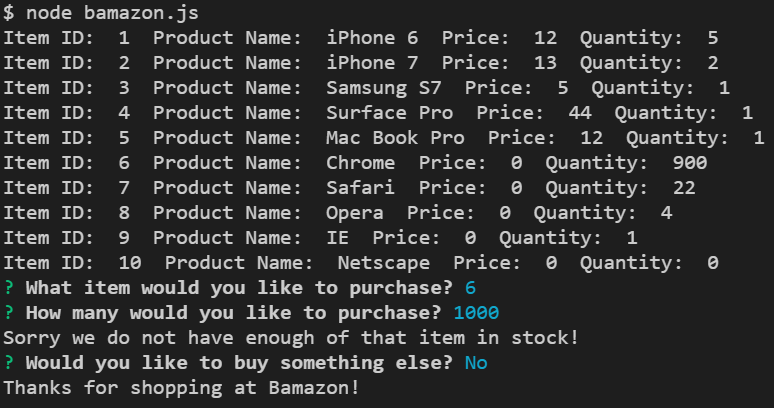 $ node bamazon.js
Item ID:  1  Product Name:  iPhone 6  Price:  12  Quantity:  5
Item ID:  2  Product Name:  iPhone 7  Price:  13  Quantity:  2
Item ID:  3  Product Name:  Samsung S7  Price:  5  Quantity:  1
Item ID:  4  Product Name:  Surface Pro  Price:  44  Quantity:  1
Item ID:  5  Product Name:  Mac Book Pro  Price:  12  Quantity:  1
Item ID:  6  Product Name:  Chrome  Price:  0  Quantity:  900
Item ID:  7  Product Name:  Safari  Price:  0  Quantity:  22
Item ID:  8  Product Name:  Opera  Price:  0  Quantity:  4
Item ID:  9  Product Name:  IE  Price:  0  Quantity:  1
Item ID:  10  Product Name:  Netscape  Price:  0  Quantity:  0
? What item would you like to purchase? 6
? How many would you like to purchase? 1000
Sorry we do not have enough of that item in stock!
? Would you like to buy something else? No
Thanks for shopping at Bamazon!